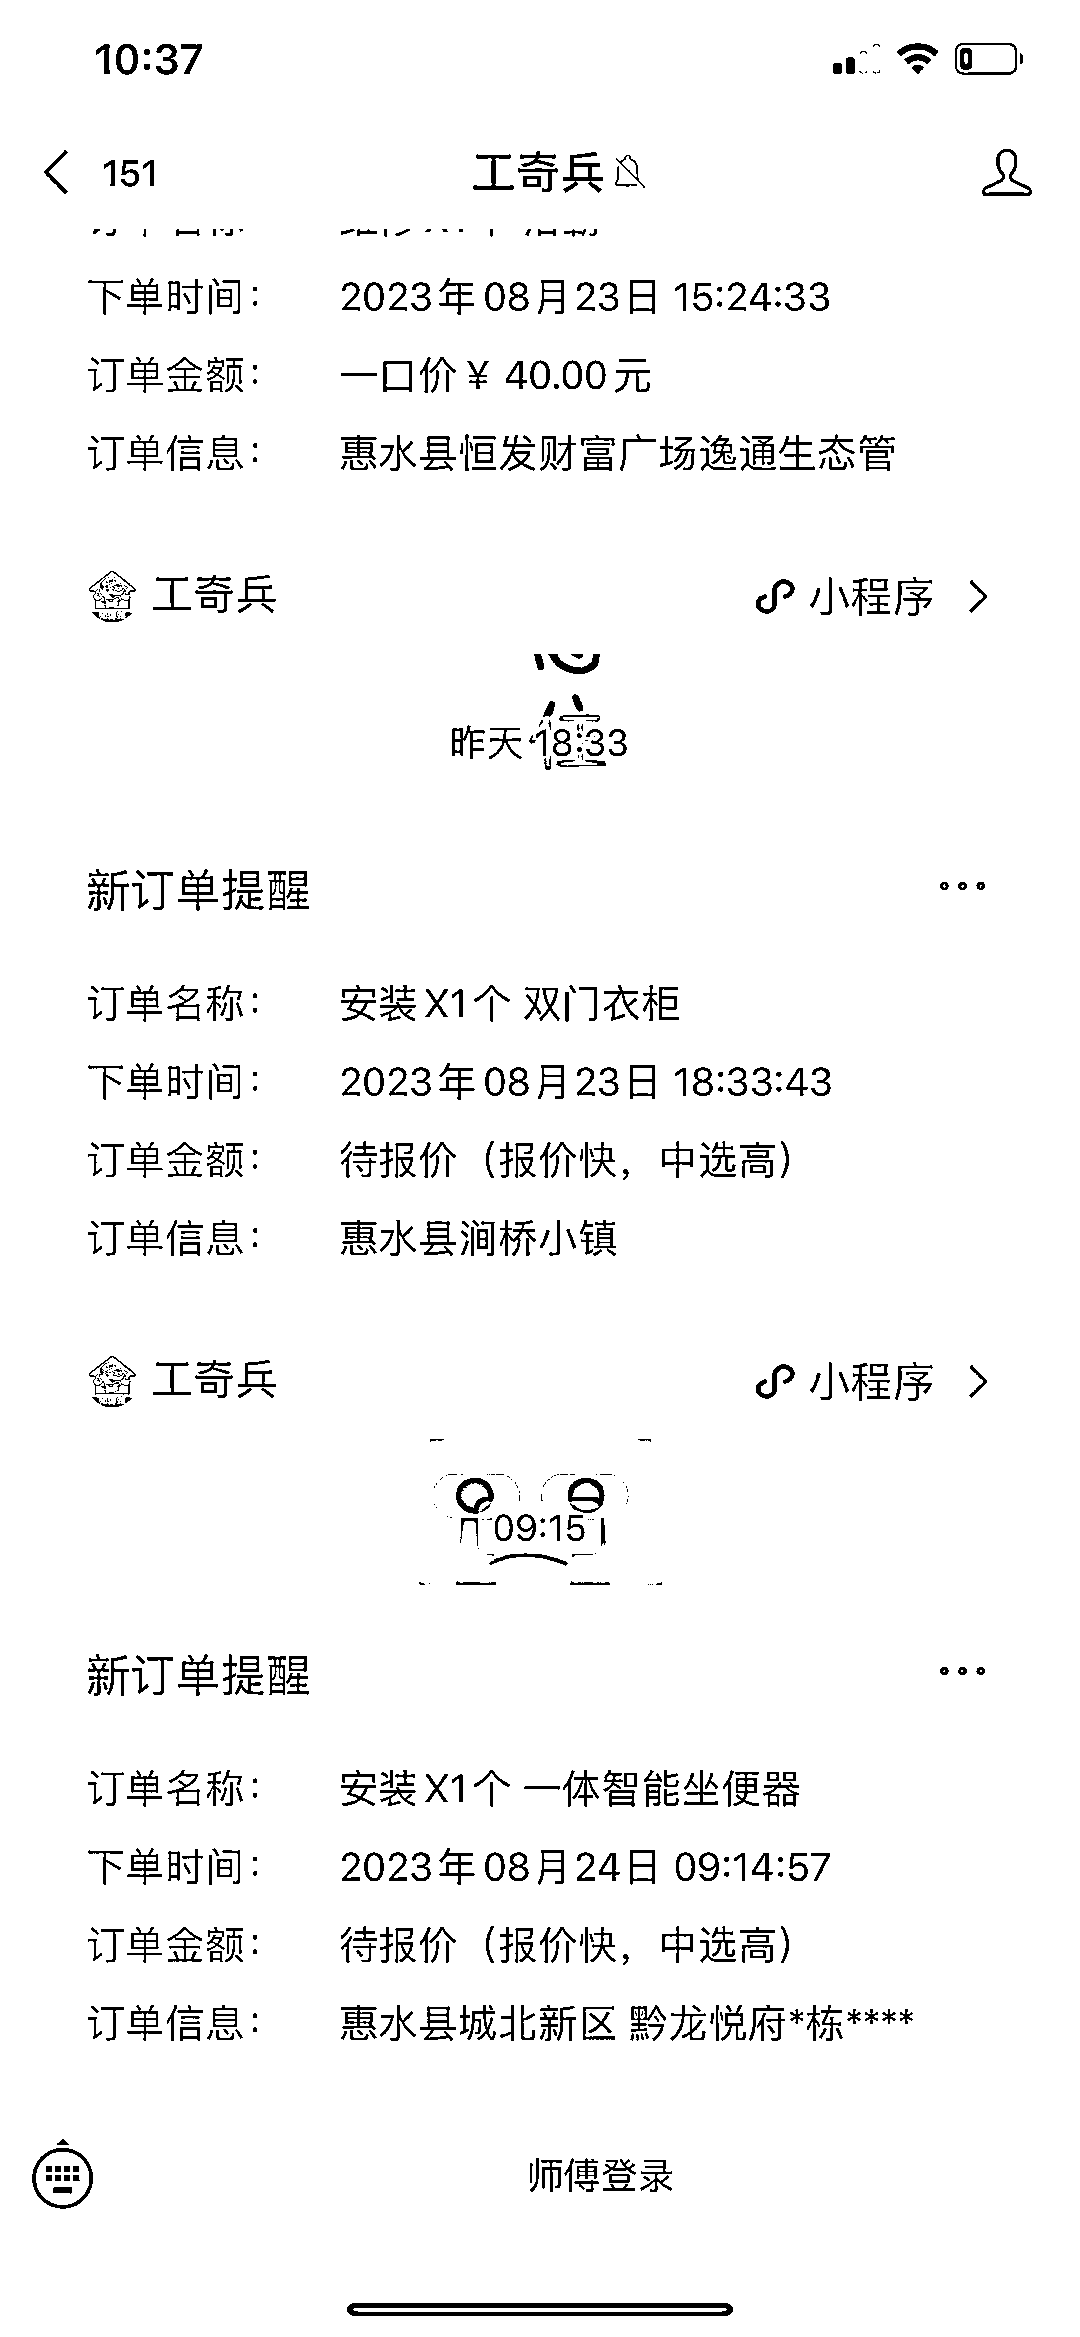 10:37
151 工奇兵
下单时间： 2023年08月23日 15:24:33
订单金额： 一口价¥ 40.00元
订单信息： 惠水县恒发财富广场逸通生态管
工奇兵 小程序
昨天 18:33
新订单提醒
订单名称： 安装X1个 双门衣柜
下单时间： 2023年08月23日 18:33:43
订单金额： 待报价（报价快，中选高）
订单信息： 惠水县涧桥小镇
工奇兵 小程序
09:15
新订单提醒
订单名称： 安装X1个 一体智能坐便器
下单时间： 2023年08月24日 09:14:57
订单金额： 待报价（报价快，中选高）
订单信息： 惠水县城北新区 黔龙悦府*栋****
师傅登录